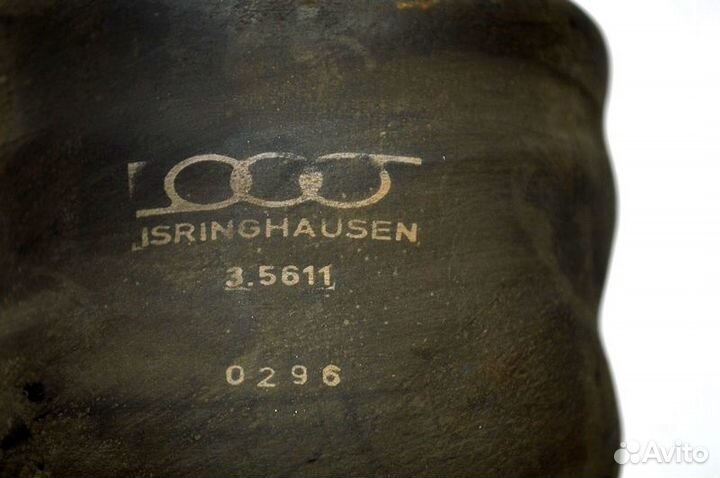 ISRINGHAUSEN
3.5611
0296
Avito